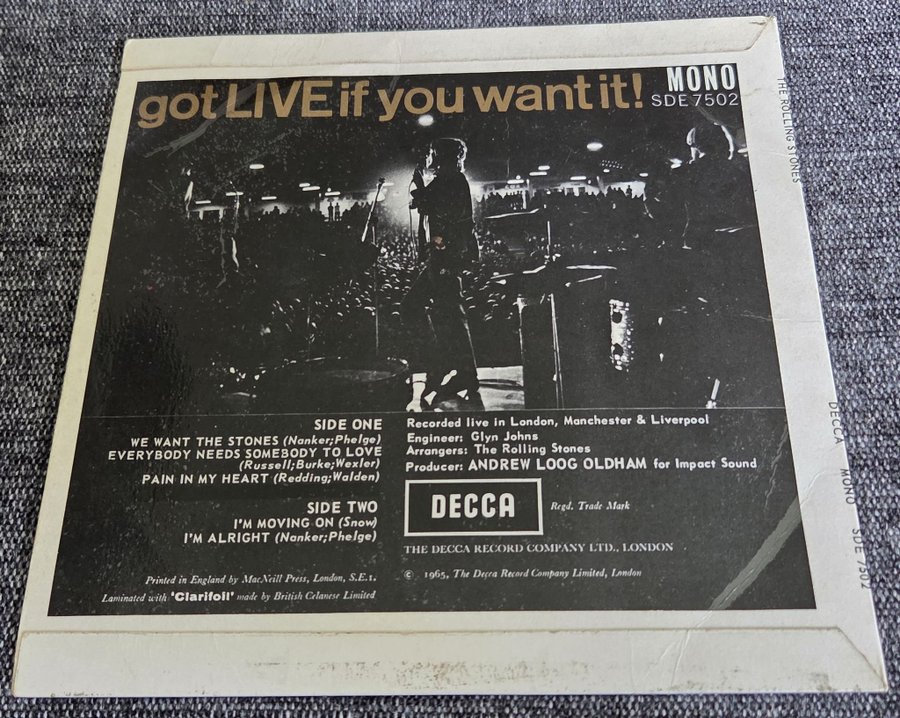 got LIVE if you want it!
MONO
SDE 7502
THE ROLLING STONES
SIDE ONE
WE WANT THE STONES (Nanker;Phelge)
EVERYBODY NEEDS SOMEBODY TO LOVE
(Russell;Burke;Wexler)
PAIN IN MY HEART (Redding;Walden)
SIDE TWO
I'M MOVING ON (Snow)
I'M ALRIGHT (Nanker;Phelge)
Recorded live in London, Manchester & Liverpool
Engineer: Glyn Johns
Arrangers: The Rolling Stones
Producer: ANDREW LOOG OLDHAM for Impact Sound
DECCA
Regd. Trade Mark
THE DECCA RECORD COMPANY LTD., LONDON
© 1965, The Decca Record Company Limited, London
Printed in England by MacNeill Press, London, S.E.1.
Laminated with 'Clarifoil' made by British Celanese Limited
DECCA MONO SDE 7502